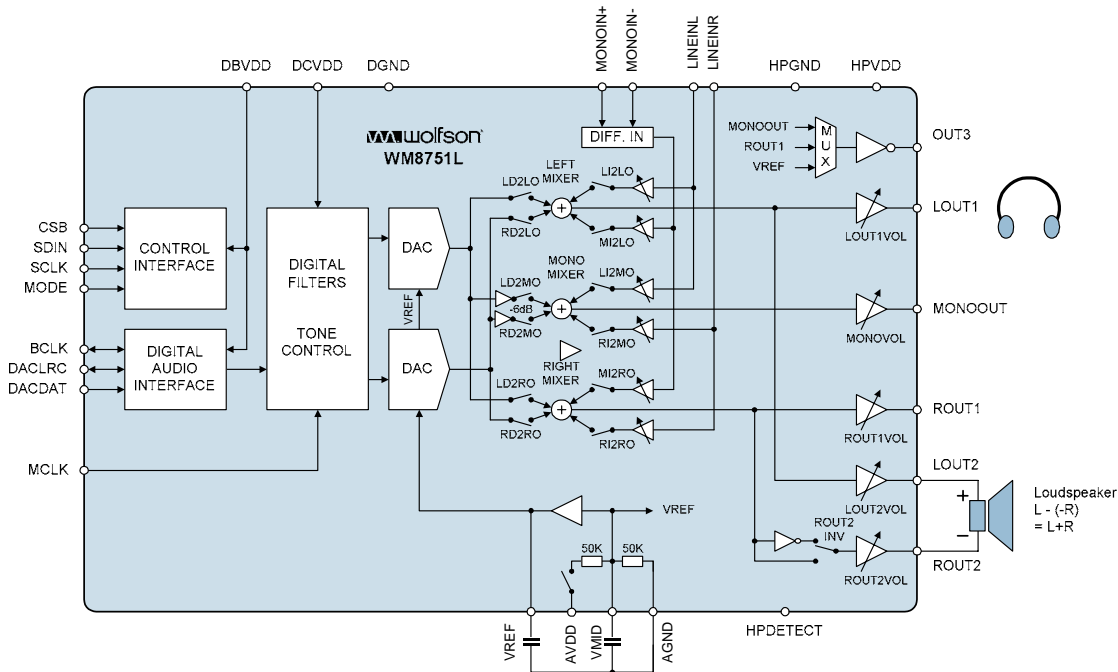 MONOIN+
MONOIN-
LINEINL
LINEINR
DBVDD
DCVDD
DGND
HPGND
HPVDD
wolfson
WM8751L
DIFF. IN
MONOOUT
ROUT1
VREF
MUX
OUT3
LEFT
MIXER
LD2LO
RD2LO
LI2LO
MI2LO
LOUT1
LOUT1VOL
CSB
SDIN
SCLK
MODE
CONTROL
INTERFACE
DIGITAL
FILTERS
TONE
CONTROL
DAC
VREF
DAC
MONO
MIXER
LD2MO
-6dB
RD2MO
LI2MO
RI2MO
MONOOUT
MONOVOL
BCLK
DACLRC
DACDAT
DIGITAL
AUDIO
INTERFACE
RIGHT
MIXER
LD2RO
RD2RO
MI2RO
RI2RO
ROUT1
ROUT1VOL
MCLK
LOUT2
LOUT2VOL
+
−
Loudspeaker
L - (-R)
= L+R
VREF
ROUT2
INV
ROUT2VOL
ROUT2
50K
50K
VREF
AVDD
VMID
AGND
HPDETECT